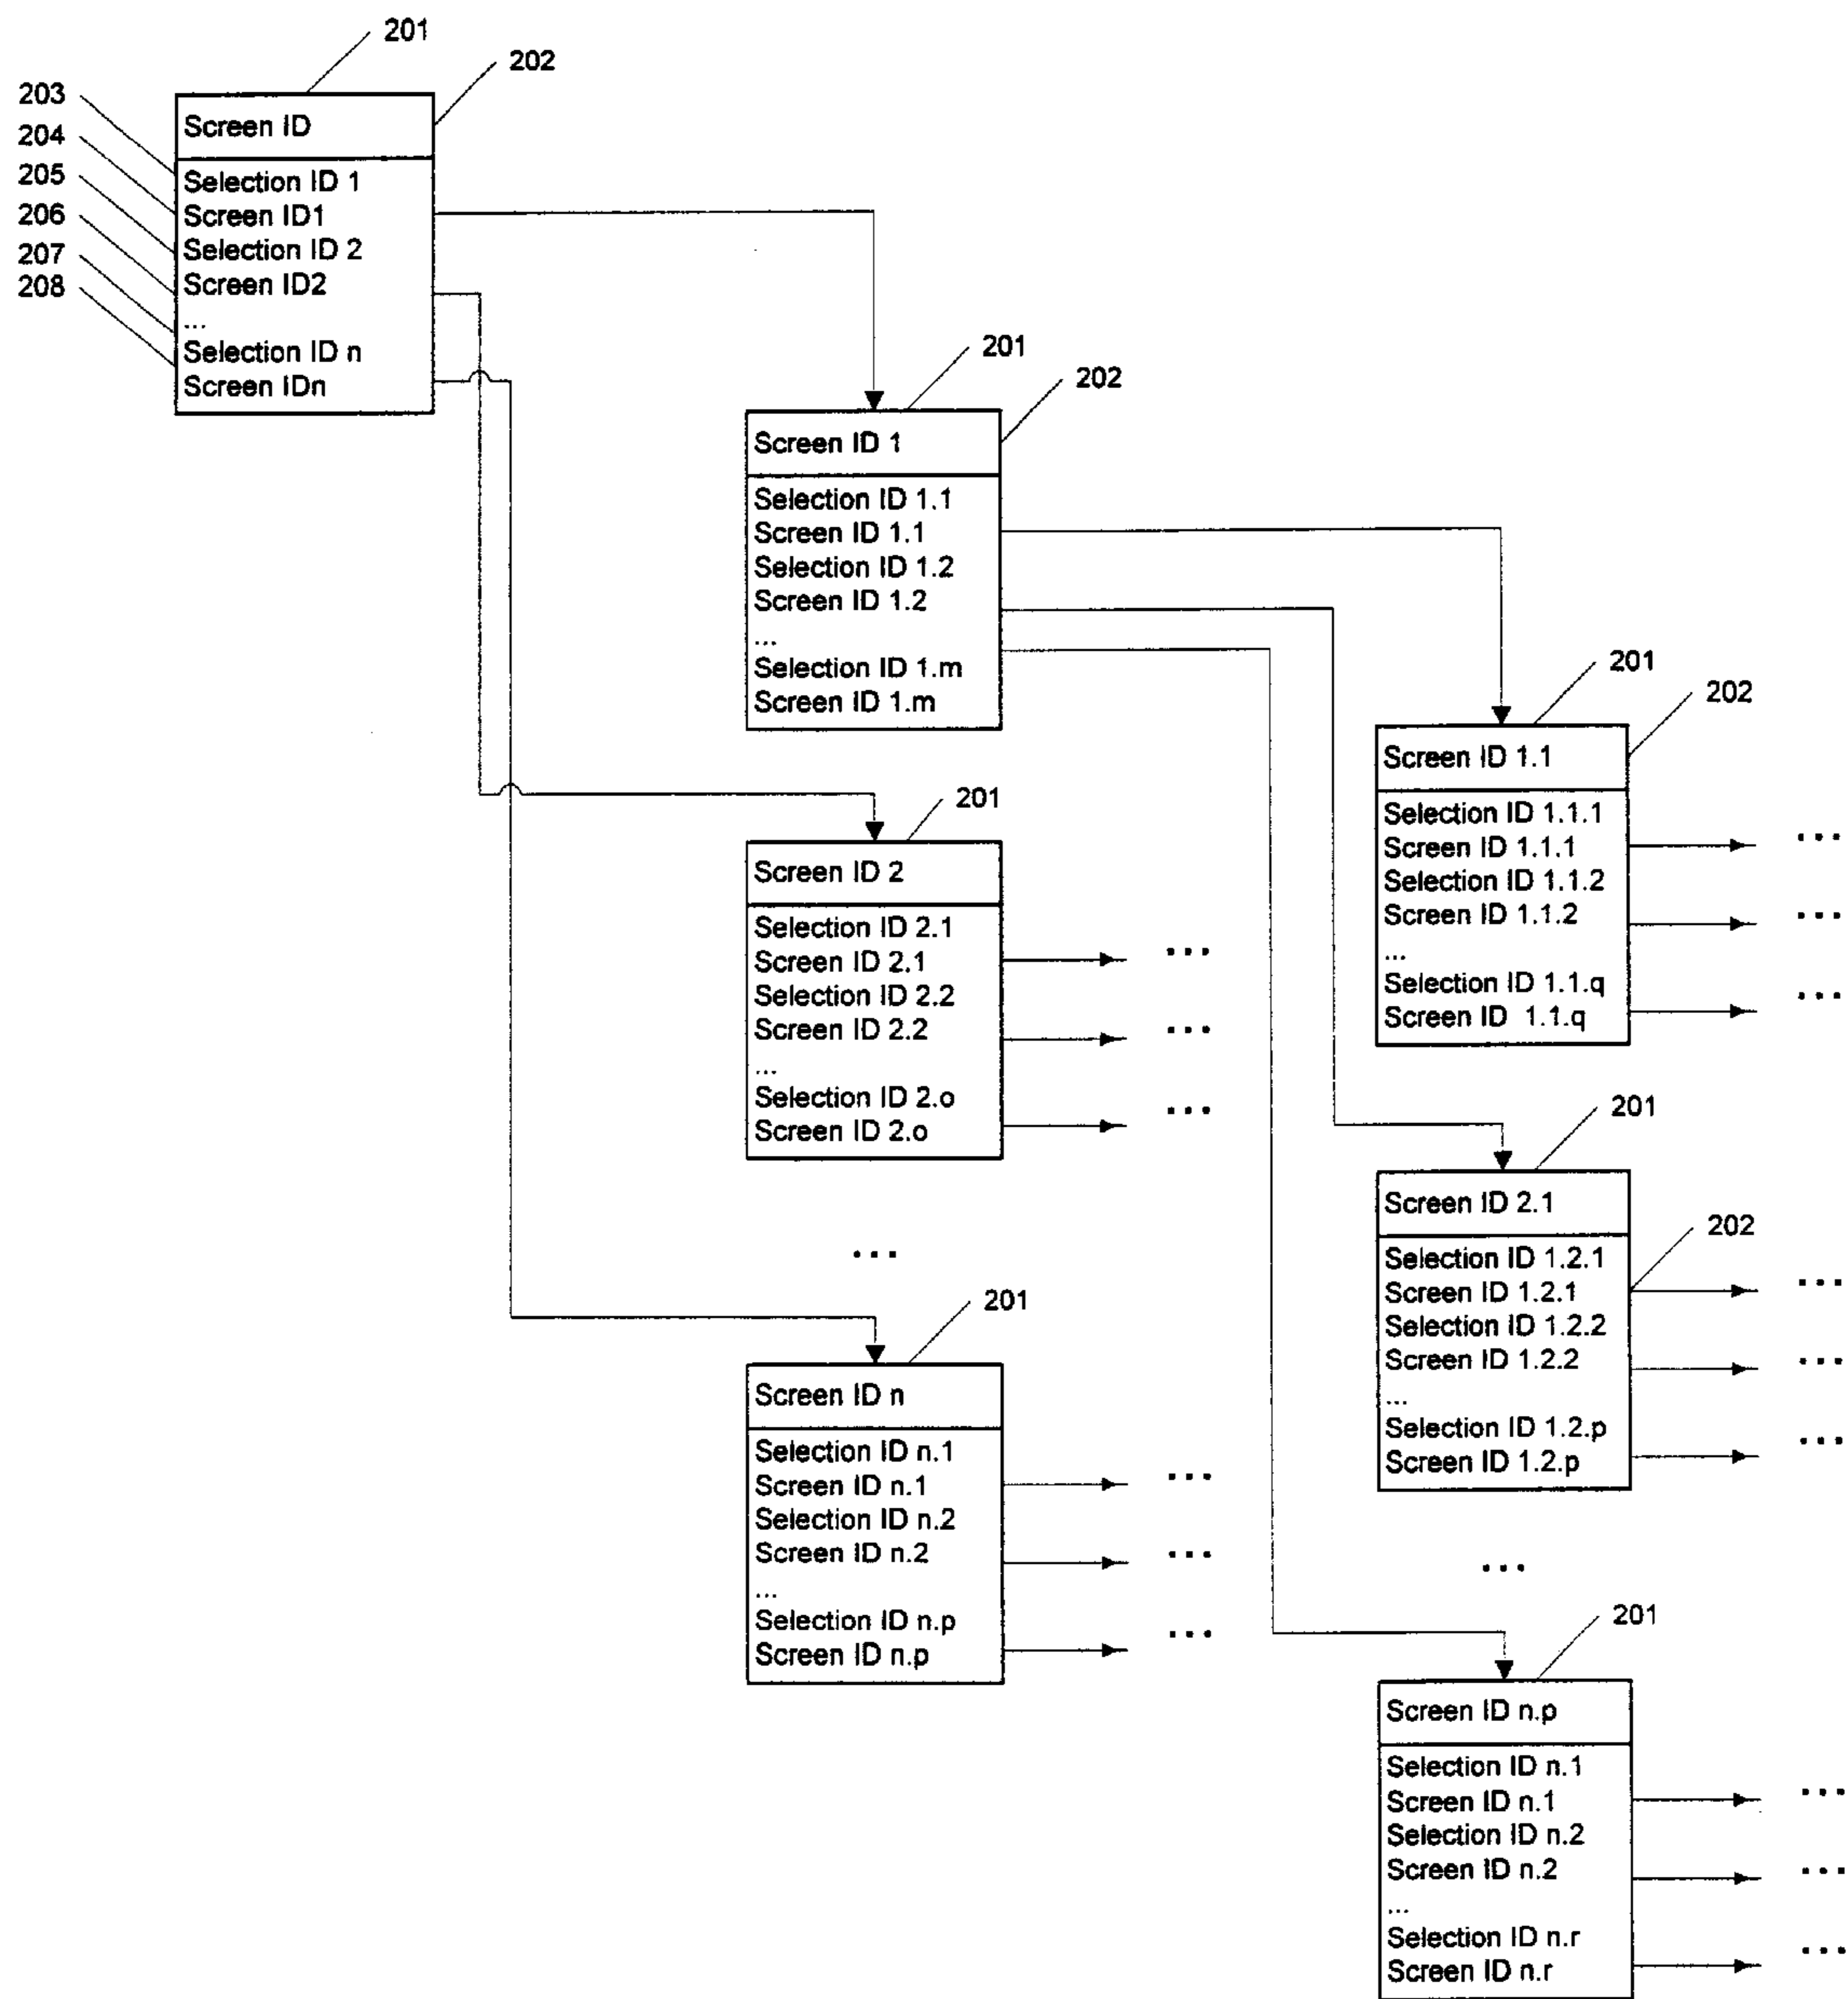 201
202
203
204
205
206
207
208
Screen ID
Selection ID 1
Screen ID1
Selection ID 2
Screen ID2
...
Selection ID n
Screen IDn
201
202
Screen ID 1
Selection ID 1.1
Screen ID 1.1
Selection ID 1.2
Screen ID 1.2
...
Selection ID 1.m
Screen ID 1.m
201
202
Screen ID 1.1
Selection ID 1.1.1
Screen ID 1.1.1
Selection ID 1.1.2
Screen ID 1.1.2
...
Selection ID 1.1.q
Screen ID 1.1.q
...
...
...
201
Screen ID 2
Selection ID 2.1
Screen ID 2.1
Selection ID 2.2
Screen ID 2.2
...
Selection ID 2.o
Screen ID 2.o
...
...
...
201
Screen ID 2.1
202
Selection ID 1.2.1
Screen ID 1.2.1
Selection ID 1.2.2
Screen ID 1.2.2
...
Selection ID 1.2.p
Screen ID 1.2.p
...
...
...
...
201
Screen ID n
Selection ID n.1
Screen ID n.1
Selection ID n.2
Screen ID n.2
...
Selection ID n.p
Screen ID n.p
...
...
...
...
201
Screen ID n.p
Selection ID n.1
Screen ID n.1
Selection ID n.2
Screen ID n.2
...
Selection ID n.r
Screen ID n.r
...
...
...